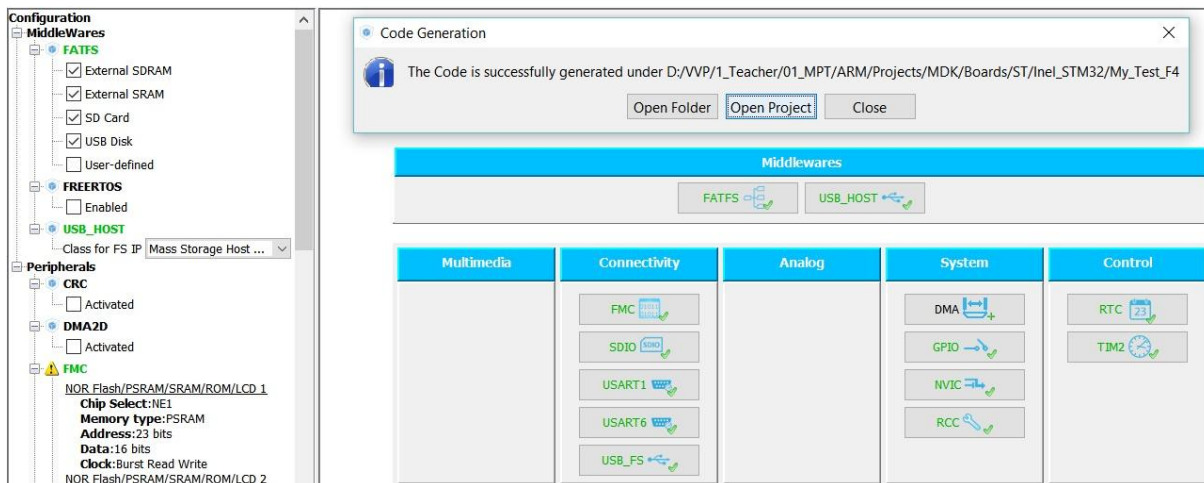 Configuration
MiddleWares
FATFS
External SDRAM
External SRAM
SD Card
USB Disk
User-defined
FREERTOS
Enabled
USB_HOST
Class for FS IP Mass Storage Host ...
Peripherals
CRC
Activated
DMA2D
Activated
FMC
NOR Flash/PSRAM/SRAM/ROM/LCD 1
Chip Select:NE1
Memory type:PSRAM
Address:23 bits
Data:16 bits
Clock:Burst Read Write
NOR Flash/PSRAM/SRAM/ROM/LCD 2
Code Generation
The Code is successfully generated under D:/VVP/1_Teacher/01_MPT/ARM/Projects/MDK/Boards/ST/Inel_STM32/My_Test_F4
Open Folder Open Project Close
Middlewares
FATFS USB_HOST
Multimedia Connectivity Analog System Control
FMC DMA RTC 23
SDIO SDIO GPIO TIM2
USART1 NVIC
USART6 RCC
USB_FS